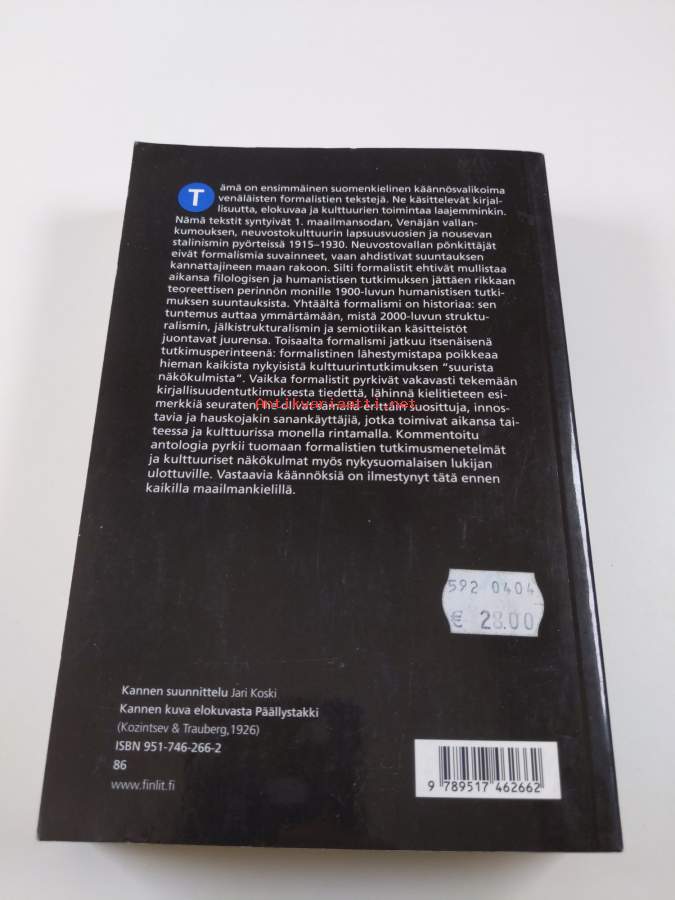 Tämä on ensimmäinen suomenkielinen käännösvalikoima
venäläisten formalistien tekstejä. Ne käsittelevät kirjal-
lisuutta, elokuvaa ja kulttuurien toimintaa laajemminkin.
Nämä tekstit syntyivät 1. maailmansodan, Venäjän vallan-
kumouksen, neuvostokulttuurin lapsuusvuosien ja nousevan
stalinismin pyörteissä 1915–1930. Neuvostovallan pönkittäjät
eivät formalismia suvainneet, vaan ahdistivat suuntauksen
kannattajineen maan rakoon. Silti formalistit ehtivät mullistaa
aikansa filologisen ja humanistisen tutkimuksen jättäen rikkaan
teoreettisen perinnön monille 1900-luvun humanistisen tutki-
muksen suuntauksista. Yhtäältä formalismi on historiaa: sen
tuntemus auttaa ymmärtämään, mistä 2000-luvun struktu-
ralismin, jälkistrukturalismin ja semiotiikan käsitteistöt
juontavat juurensa. Toisaalta formalismi jatkuu itsenäisenä
tutkimusperinteenä: formalistinen lähestymistapa poikkeaa
hieman kaikista nykyisistä kulttuurintutkimuksen "suurista
näkökulmista". Vaikka formalistit pyrkivät vakavasti tekemään
kirjallisuudentutkimuksesta tiedettä, lähinnä kielitieteen esi-
merkkiä seuraten he olivat samalla erittäin suosittuja, innos-
tavia ja hauskojakin sanankäyttäjiä, jotka toimivat aikansa tai-
teessa ja kulttuurissa monella rintamalla. Kommentoitu
antologia pyrkii tuomaan formalistien tutkimusmenetelmät
ja kulttuuriset näkökulmat myös nykysuomalaisen lukijan
ulottuville. Vastaavia käännöksiä on ilmestynyt tätä ennen
kaikilla maailmankielillä.
Antikvariaatti.net
592 0404
€ 28.00
Kannen suunnittelu Jari Koski
Kannen kuva elokuvasta Päällystakki
(Kozintsev & Trauberg,1926)
ISBN 951-746-266-2
86
www.finlit.fi
9 789517 462662